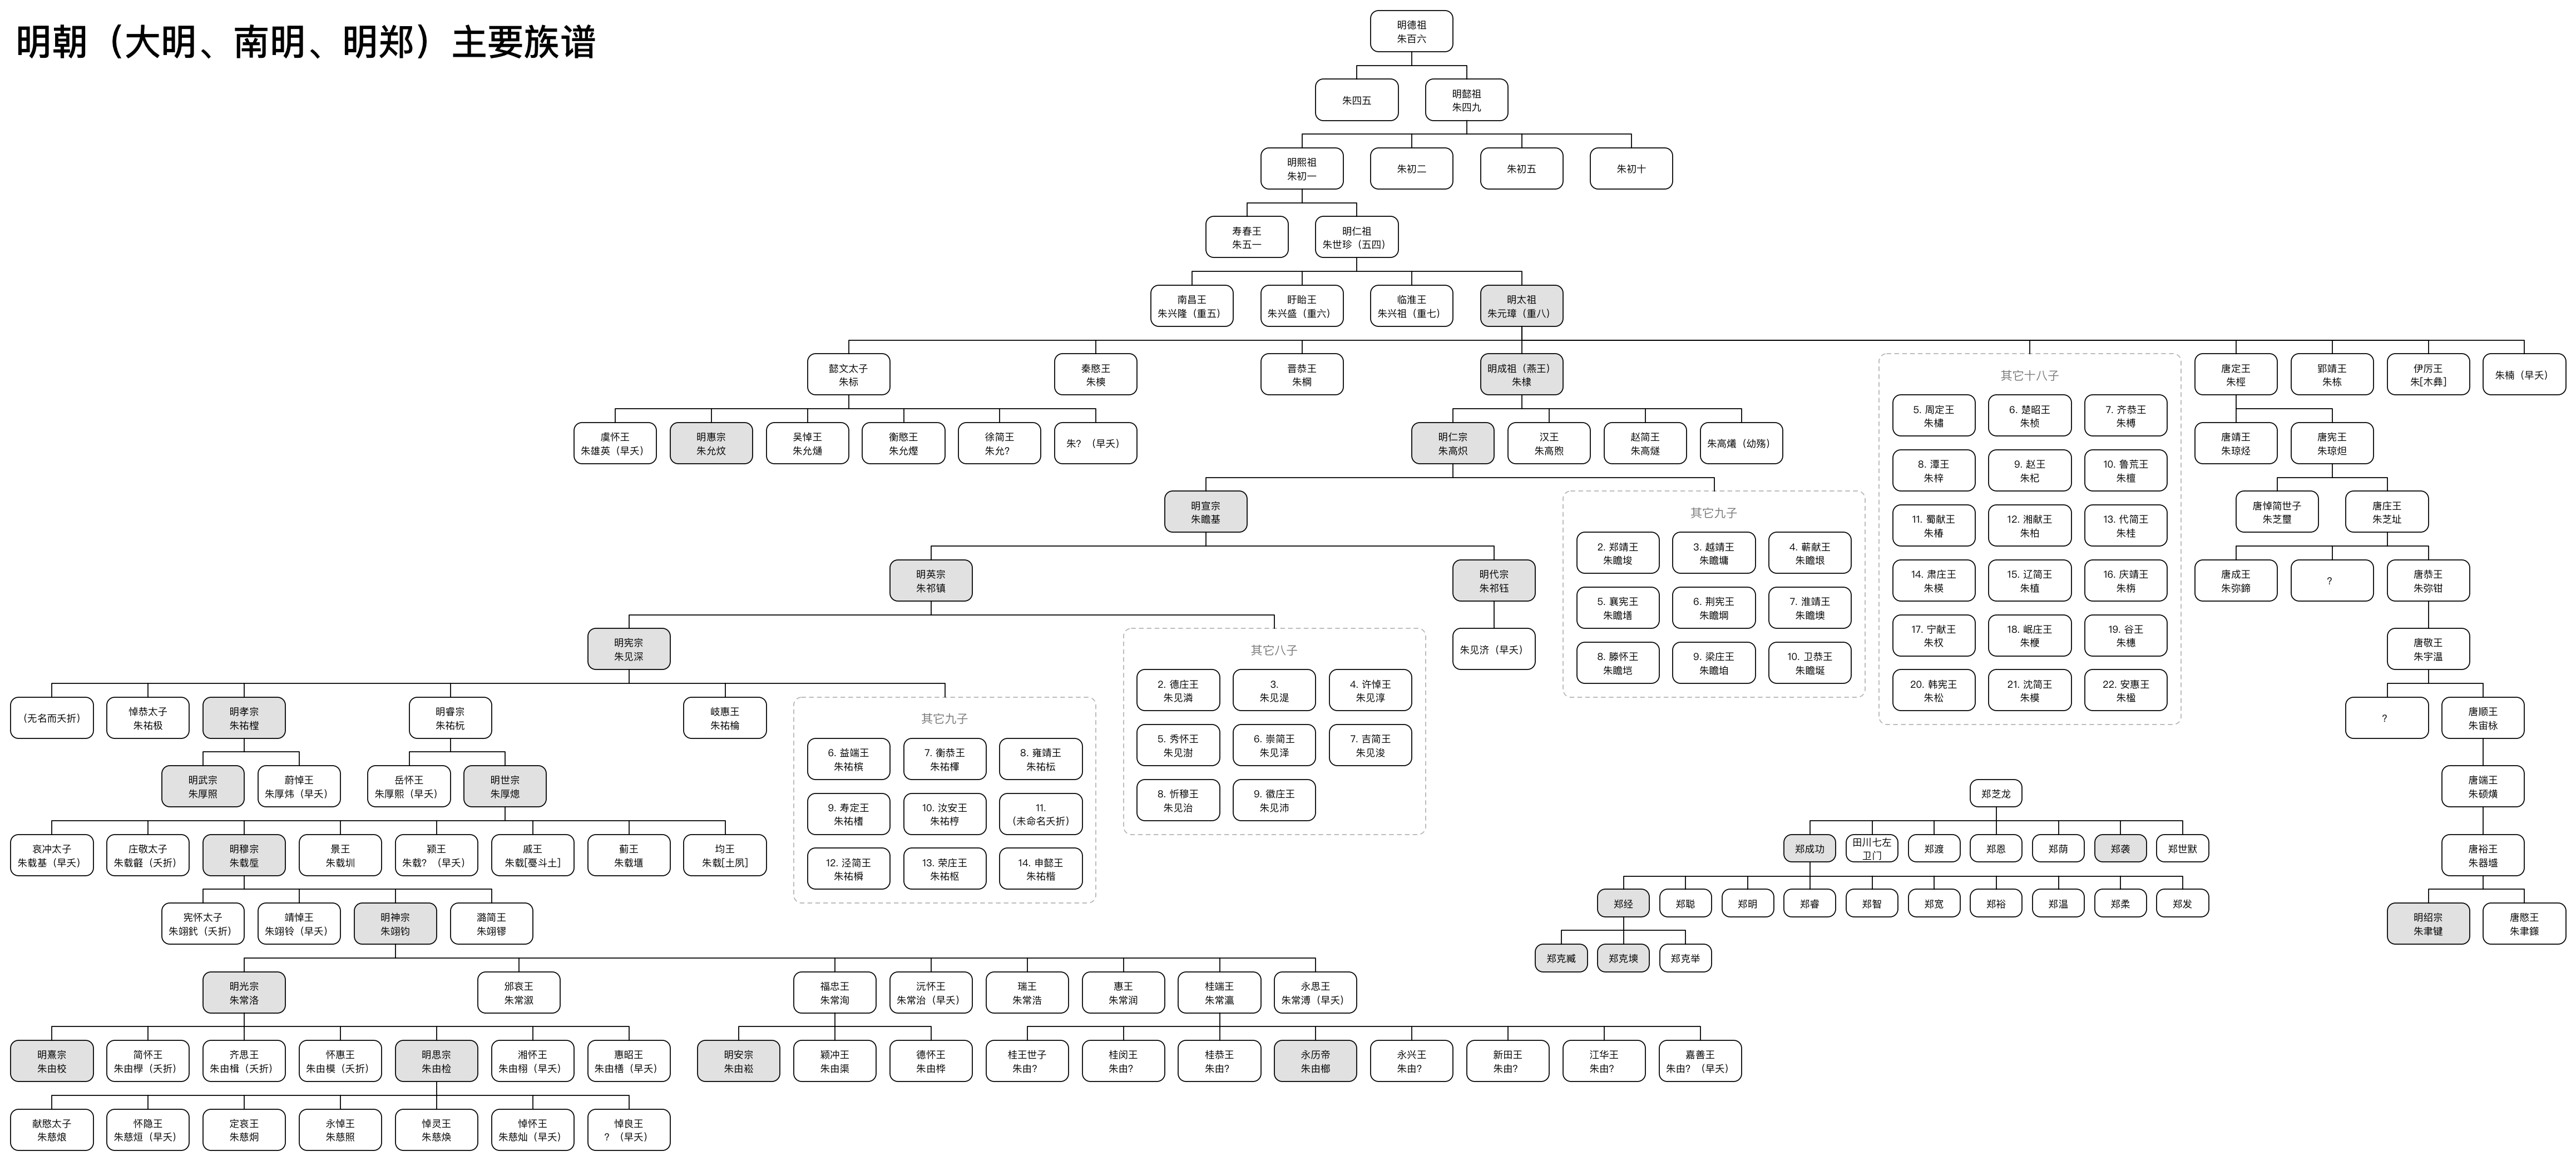 明朝（大明、南明、明郑）主要族谱
明德祖
朱百六
朱四五
明懿祖
朱四九
明熙祖
朱初一
朱初二
朱初五
朱初十
寿春王
朱五一
明仁祖
朱世珍（五四）
南昌王
朱兴隆（重五）
盱眙王
朱兴盛（重六）
临淮王
朱兴祖（重七）
明太祖
朱元璋（重八）
懿文太子
朱标
秦愍王
朱樉
晋恭王
朱棡
明成祖（燕王）
朱棣
其它十八子
5. 周定王
朱橚
6. 楚昭王
朱桢
7. 齐恭王
朱榑
8. 潭王
朱梓
9. 赵王
朱杞
10. 鲁荒王
朱檀
11. 蜀献王
朱椿
12. 湘献王
朱柏
13. 代简王
朱桂
14. 肃庄王
朱楧
15. 辽简王
朱植
16. 庆靖王
朱㮵
17. 宁献王
朱权
18. 岷庄王
朱楩
19. 谷王
朱橞
20. 韩宪王
朱松
21. 沈简王
朱模
22. 安惠王
朱楹
唐定王
朱桱
郢靖王
朱栋
伊厉王
朱[木彝]
朱楠（早夭）
虞怀王
朱雄英（早夭）
明惠宗
朱允炆
吴悼王
朱允熥
衡愍王
朱允熞
徐简王
朱允?
朱? （早夭）
明仁宗
朱高炽
汉王
朱高煦
赵简王
朱高燧
朱高爔（幼殇）
唐靖王
朱琼烃
唐宪王
朱琼炟
明宣宗
朱瞻基
其它九子
2. 郑靖王
朱瞻埈
3. 越靖王
朱瞻墉
4. 蕲献王
朱瞻垠
5. 襄宪王
朱瞻墡
6. 荆宪王
朱瞻堈
7. 淮靖王
朱瞻墺
8. 滕怀王
朱瞻垲
9. 梁庄王
朱瞻垍
10. 卫恭王
朱瞻埏
唐悼简世子
朱芝壐
唐庄王
朱芝址
明英宗
朱祁镇
明代宗
朱祁钰
唐成王
朱弥鍗
?
唐恭王
朱弥钳
明宪宗
朱见深
其它八子
2. 德庄王
朱见潾
3.
朱见湜
4. 许悼王
朱见淳
5. 秀怀王
朱见澍
6. 崇简王
朱见泽
7. 吉简王
朱见浚
8. 忻穆王
朱见治
9. 徽庄王
朱见沛
朱见济（早夭）
唐敬王
朱宇温
（无名而夭折）
悼恭太子
朱祐极
明孝宗
朱祐樘
明睿宗
朱祐杬
岐惠王
朱祐棆
其它九子
6. 益端王
朱祐槟
7. 衡恭王
朱祐楎
8. 雍靖王
朱祐枟
9. 寿定王
朱祐榰
10. 汝安王
朱祐梈
11.
（未命名夭折）
12. 泾简王
朱祐橓
13. 荣庄王
朱祐枢
14. 申懿王
朱祐楷
?
唐顺王
朱宙栐
明武宗
朱厚照
蔚悼王
朱厚炜（早夭）
岳怀王
朱厚熙（早夭）
明世宗
朱厚熜
唐端王
朱硕熿
郑芝龙
哀冲太子
朱载基（早夭）
庄敬太子
朱载壡（夭折）
明穆宗
朱载坖
景王
朱载圳
颍王
朱载? （早夭）
戚王
朱载[㙇斗土]
蓟王
朱载㙺
均王
朱载[土夙]
郑成功
田川七左
卫门
郑渡
郑恩
郑荫
郑袭
郑世默
唐裕王
朱器墭
宪怀太子
朱翊釴（夭折）
靖悼王
朱翊铃（早夭）
明神宗
朱翊钧
潞简王
朱翊镠
郑经
郑聪
郑明
郑睿
郑智
郑宽
郑裕
郑温
郑柔
郑发
明绍宗
朱聿键
唐愍王
朱聿鐭
郑克臧
郑克塽
郑克举
明光宗
朱常洛
邠哀王
朱常溆
福忠王
朱常洵
沅怀王
朱常治（早夭）
瑞王
朱常浩
惠王
朱常润
桂端王
朱常瀛
永思王
朱常溥（早夭）
明熹宗
朱由校
简怀王
朱由㰒（夭折）
齐思王
朱由楫（夭折）
怀惠王
朱由模（夭折）
明思宗
朱由检
湘怀王
朱由栩（早夭）
惠昭王
朱由橏（早夭）
明安宗
朱由崧
颖冲王
朱由渠
德怀王
朱由桦
桂王世子
朱由?
桂闵王
朱由?
桂恭王
朱由?
永历帝
朱由榔
永兴王
朱由?
新田王
朱由?
江华王
朱由?
嘉善王
朱由? （早夭）
献愍太子
朱慈烺
怀隐王
朱慈烜（早夭）
定哀王
朱慈炯
永悼王
朱慈照
悼灵王
朱慈焕
悼怀王
朱慈灿（早夭）
悼良王
? （早夭）